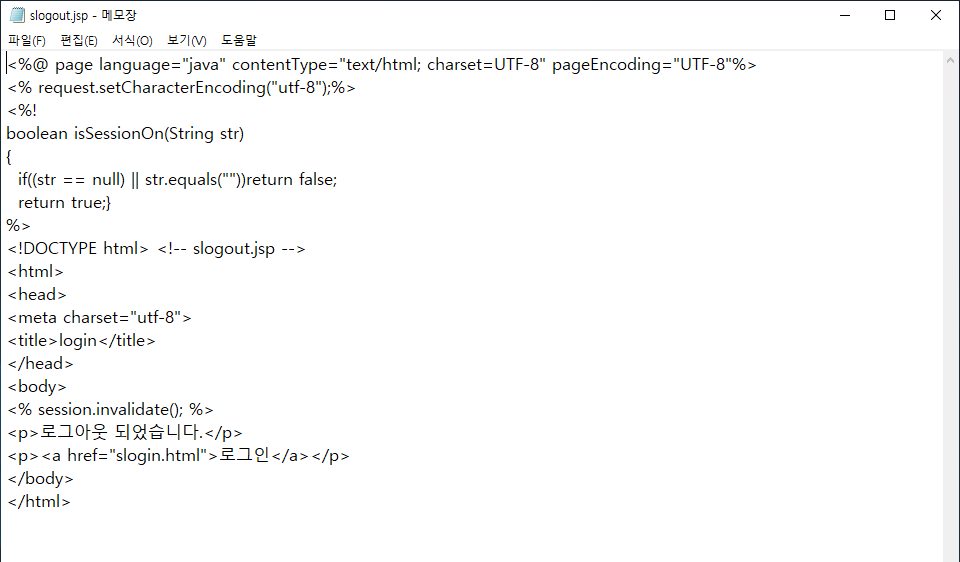 slogout.jsp - 메모장
파일(F) 편집(E) 서식(O) 보기(V) 도움말
<%@ page language="java" contentType="text/html; charset=UTF-8" pageEncoding="UTF-8"%>
<% request.setCharacterEncoding("utf-8");%>
<%!
boolean isSessionOn(String str)
{
  if((str == null) || str.equals(""))return false;
  return true;}
%>
<!DOCTYPE html> <!-- slogout.jsp -->
<html>
<head>
<meta charset="utf-8">
<title>login</title>
</head>
<body>
<% session.invalidate(); %>
<p>로그아웃 되었습니다.</p>
<p><a href="slogin.html">로그인</a></p>
</body>
</html>